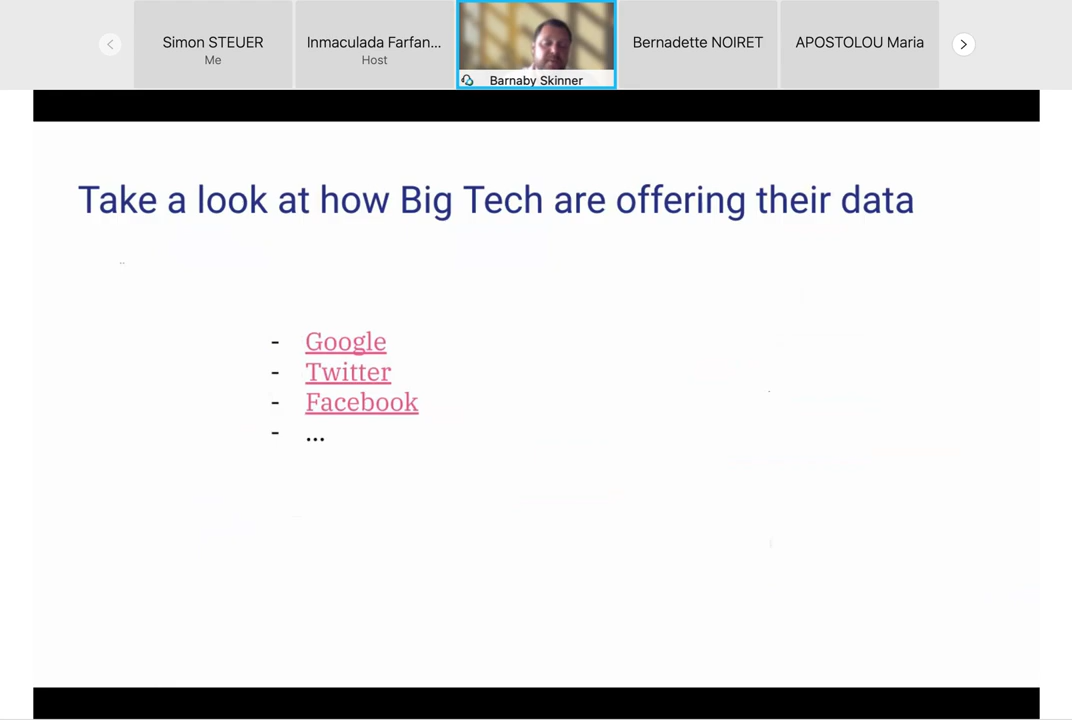 Simon STEUER
Me
Inmaculada Farfan...
Host
Barnaby Skinner
Bernadette NOIRET
APOSTOLOU Maria
Take a look at how Big Tech are offering their data
- Google
- Twitter
- Facebook
- ...